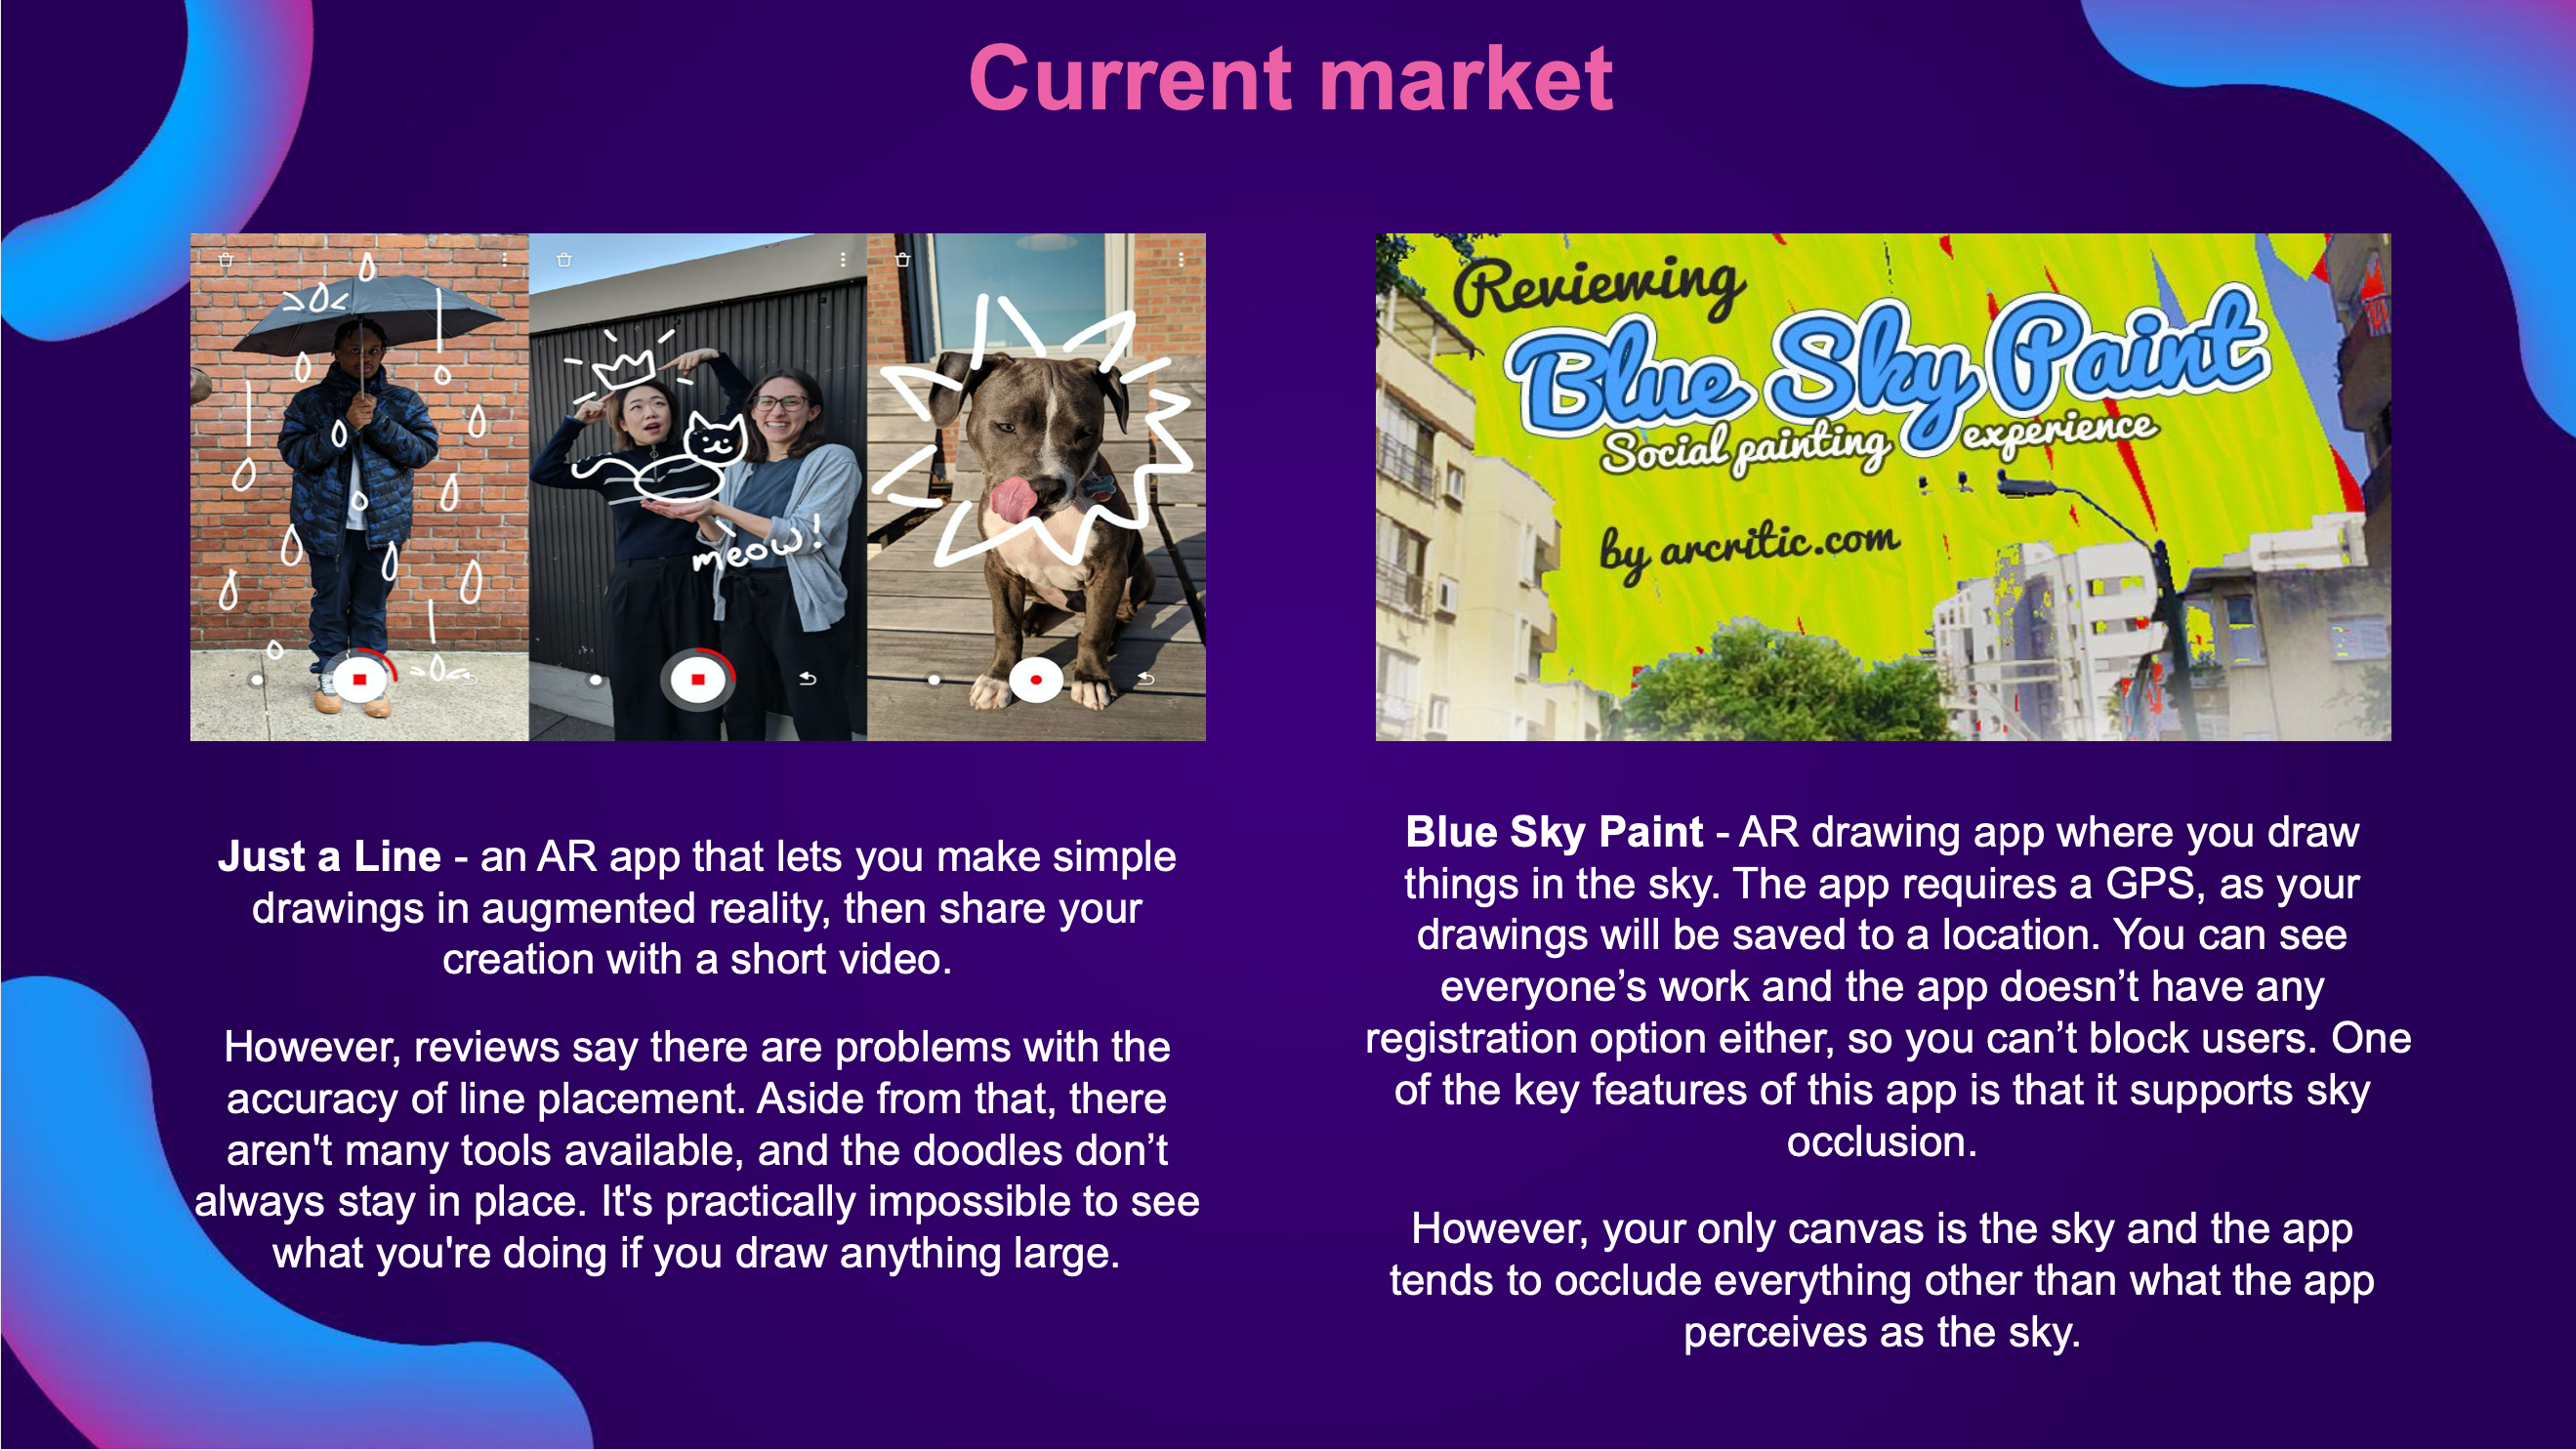 Current market
meow!
Reviewing
Blue Sky Paint
Social painting experience
by arcritic.com
Just a Line - an AR app that lets you make simple
drawings in augmented reality, then share your
creation with a short video.
However, reviews say there are problems with the
accuracy of line placement. Aside from that, there
aren't many tools available, and the doodles don’t
always stay in place. It's practically impossible to see
what you're doing if you draw anything large.
Blue Sky Paint - AR drawing app where you draw
things in the sky. The app requires a GPS, as your
drawings will be saved to a location. You can see
everyone’s work and the app doesn’t have any
registration option either, so you can’t block users. One
of the key features of this app is that it supports sky
occlusion.
However, your only canvas is the sky and the app
tends to occlude everything other than what the app
perceives as the sky.